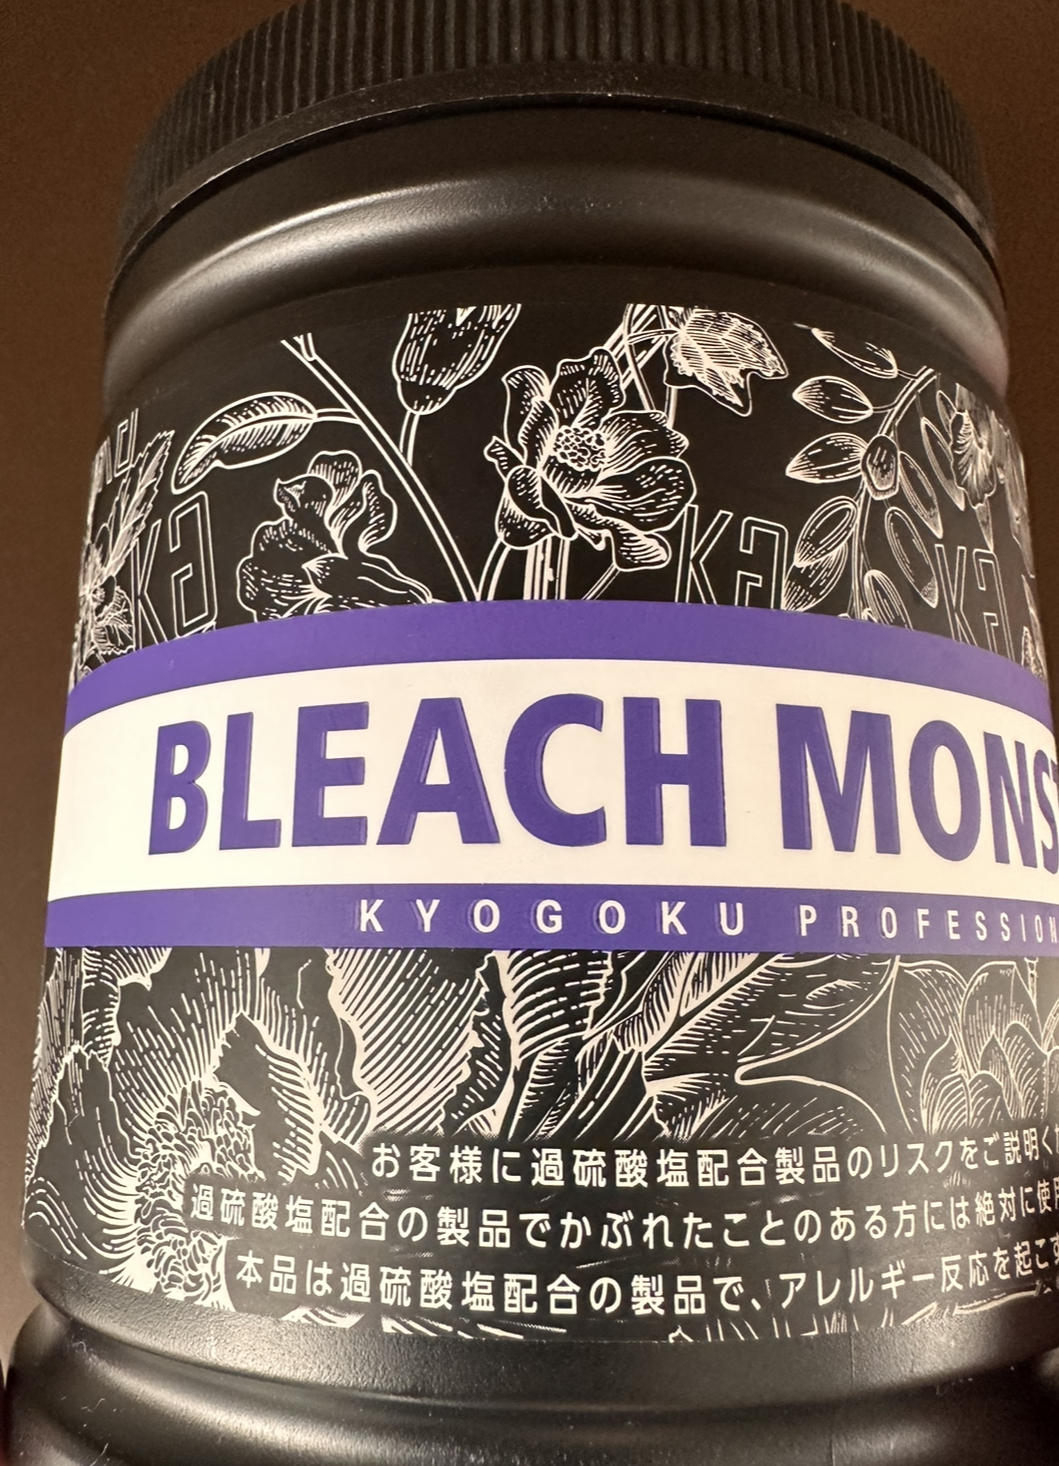 BLEACH MONS
KYOGOKU PROFESSION
お客様に過硫酸塩配合製品のリスクをご説明く
過硫酸塩配合の製品でかぶれたことのある方には絶対に使用
本品は過硫酸塩配合の製品で、アレルギー反応を起こす